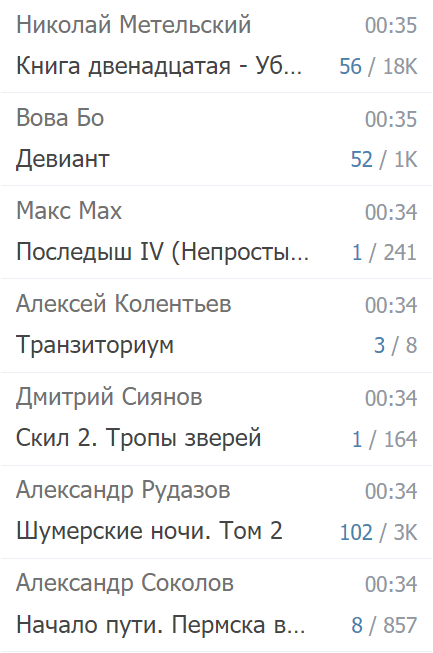 Николай Метельский 00:35
Книга двенадцатая - Уб... 56 / 18K
Вова Бо 00:35
Девиант 52 / 1K
Макс Мах 00:34
Последыш IV (Непросты... 1 / 241
Алексей Колентьев 00:34
Транзиториум 3 / 8
Дмитрий Сиянов 00:34
Скил 2. Тропы зверей 1 / 164
Александр Рудазов 00:34
Шумерские ночи. Том 2 102 / 3K
Александр Соколов 00:34
Начало пути. Пермска в... 8 / 857